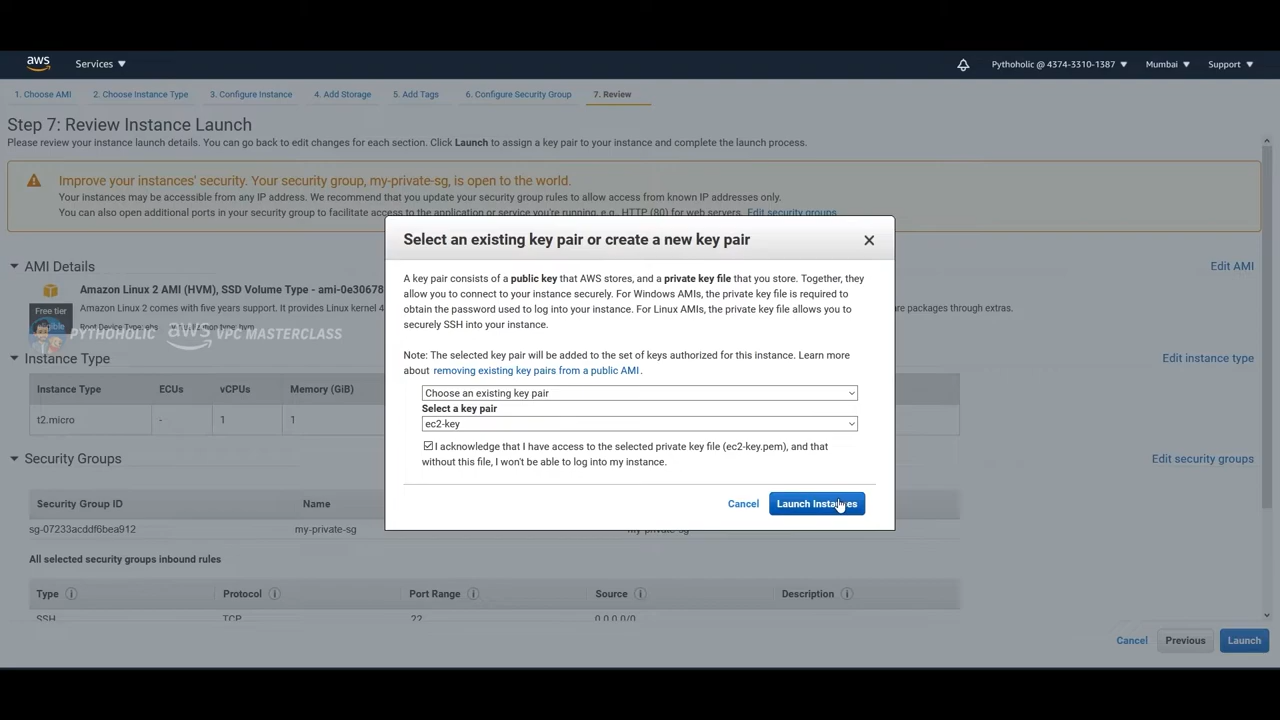 aws
Services
Pythoholic @ 4374-3310-1387
Mumbai
Support
1. Choose AMI
2. Choose Instance Type
3. Configure Instance
4. Add Storage
5. Add Tags
6. Configure Security Group
7. Review
Step 7: Review Instance Launch
Please review your instance launch details. You can go back to edit changes for each section. Click Launch to assign a key pair to your instance and complete the launch process.
Improve your instances' security. Your security group, my-private-sg, is open to the world.
Your instances may be accessible from any IP address. We recommend that you update your security group rules to allow access from known IP addresses only.
You can also open additional ports in your security group to facilitate access to the application or service you're running, e.g., HTTP (80) for web servers. Edit security groups
Select an existing key pair or create a new key pair
A key pair consists of a public key that AWS stores, and a private key file that you store. Together, they
allow you to connect to your instance securely. For Windows AMIs, the private key file is required to
obtain the password used to log into your instance. For Linux AMIs, the private key file allows you to
securely SSH into your instance.
Note: The selected key pair will be added to the set of keys authorized for this instance. Learn more
about removing existing key pairs from a public AMI.
Choose an existing key pair
Select a key pair
ec2-key
I acknowledge that I have access to the selected private key file (ec2-key.pem), and that
without this file, I won't be able to log into my instance.
Cancel
Launch Instances
AMI Details
Edit AMI
Amazon Linux 2 AMI (HVM), SSD Volume Type - ami-0e30678
Free tier
eligible
Amazon Linux 2 comes with five years support. It provides Linux kernel 4
are packages through extras.
PYTHOHOLIC aws VPC MASTERCLASS
Instance Type
Edit instance type
Instance Type
ECUs
vCPUs
Memory (GiB)
t2.micro
-
1
1
Security Groups
Edit security groups
Security Group ID
Name
sg-07233acddf6bea912
my-private-sg
my-private-sg
All selected security groups inbound rules
Type
Protocol
Port Range
Source
Description
SSH
TCP
22
0.0.0.0/0
Cancel
Previous
Launch